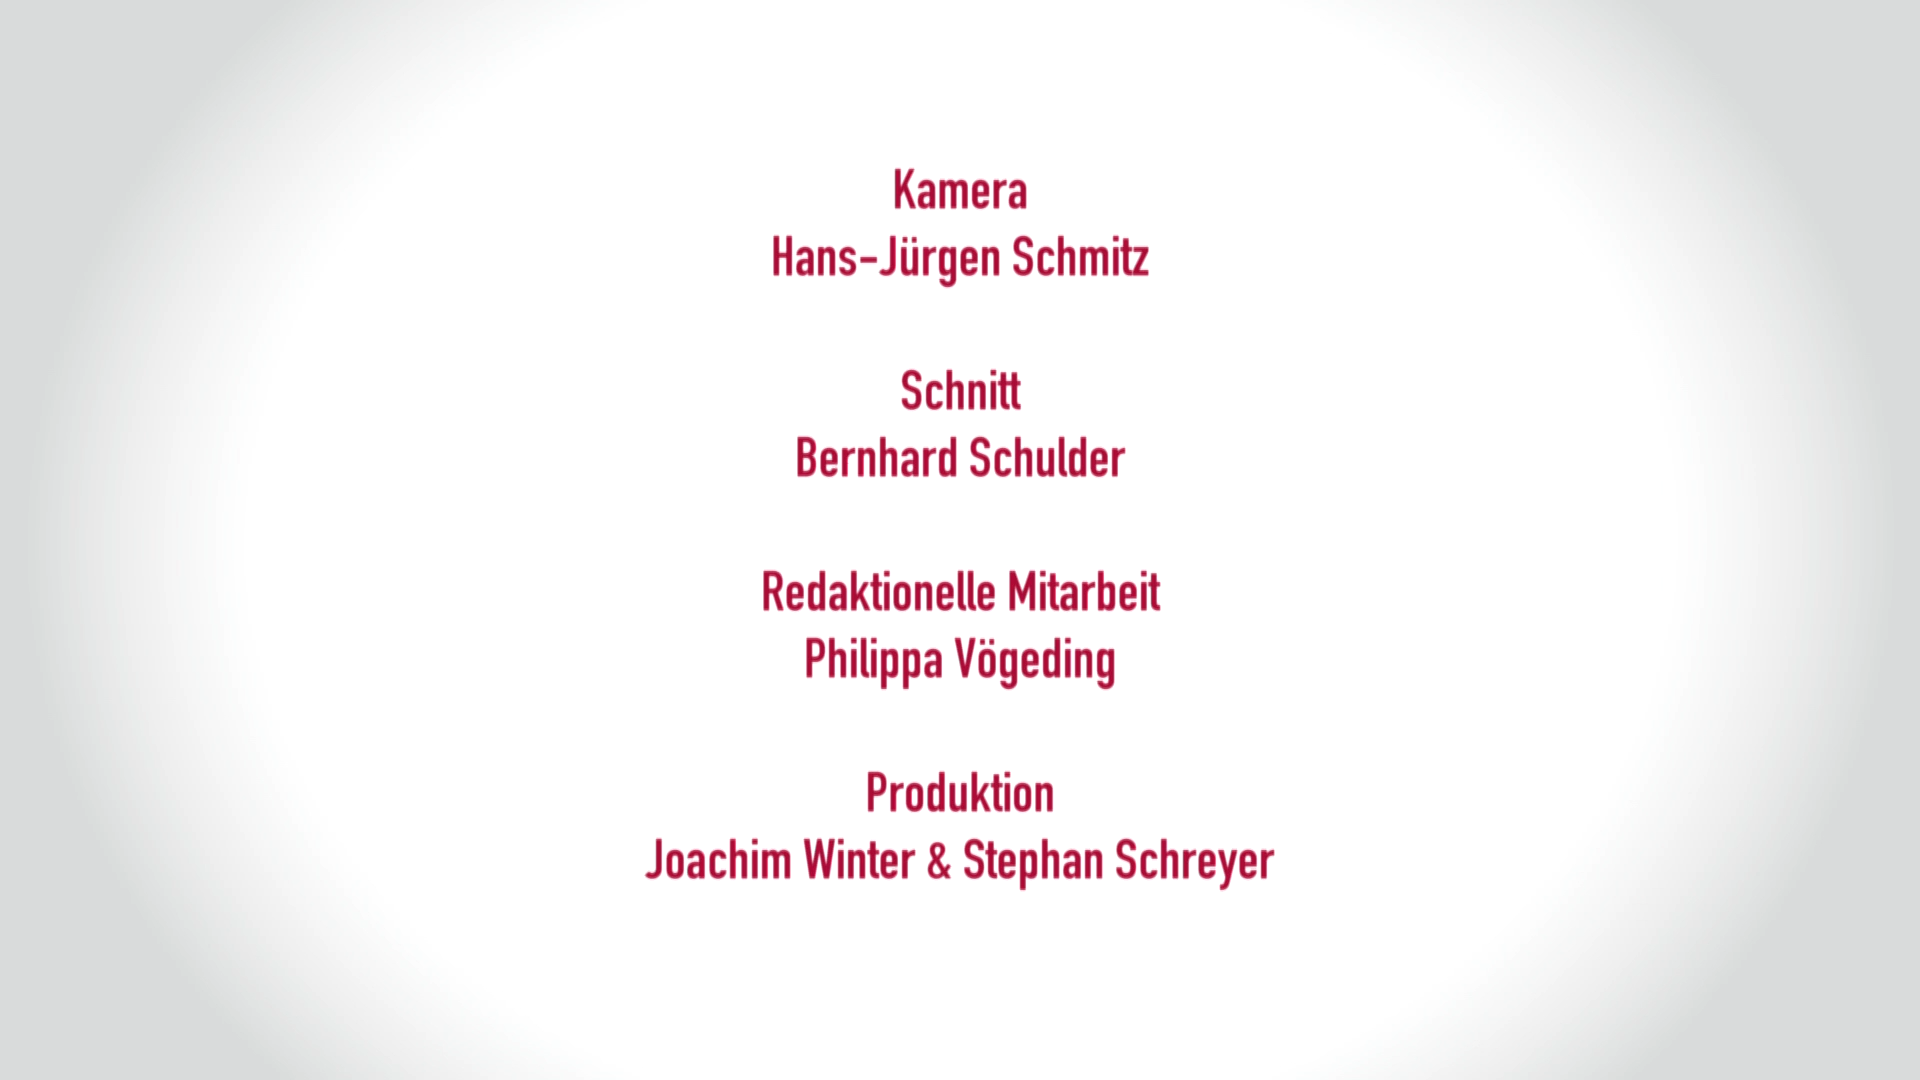 Kamera
Hans-Jürgen Schmitz
Schnitt
Bernhard Schulder
Redaktionelle Mitarbeit
Philippa Vögeding
Produktion
Joachim Winter & Stephan Schreyer